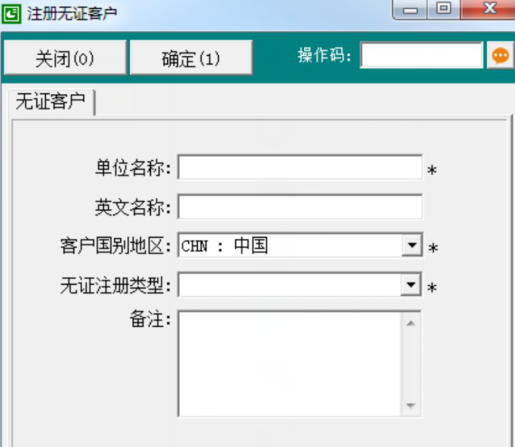 注册无证客户
关闭(0) 确定(1) 操作码:
无证客户
单位名称: *
英文名称:
客户国别地区: CHN : 中国 *
无证注册类型: *
备注: